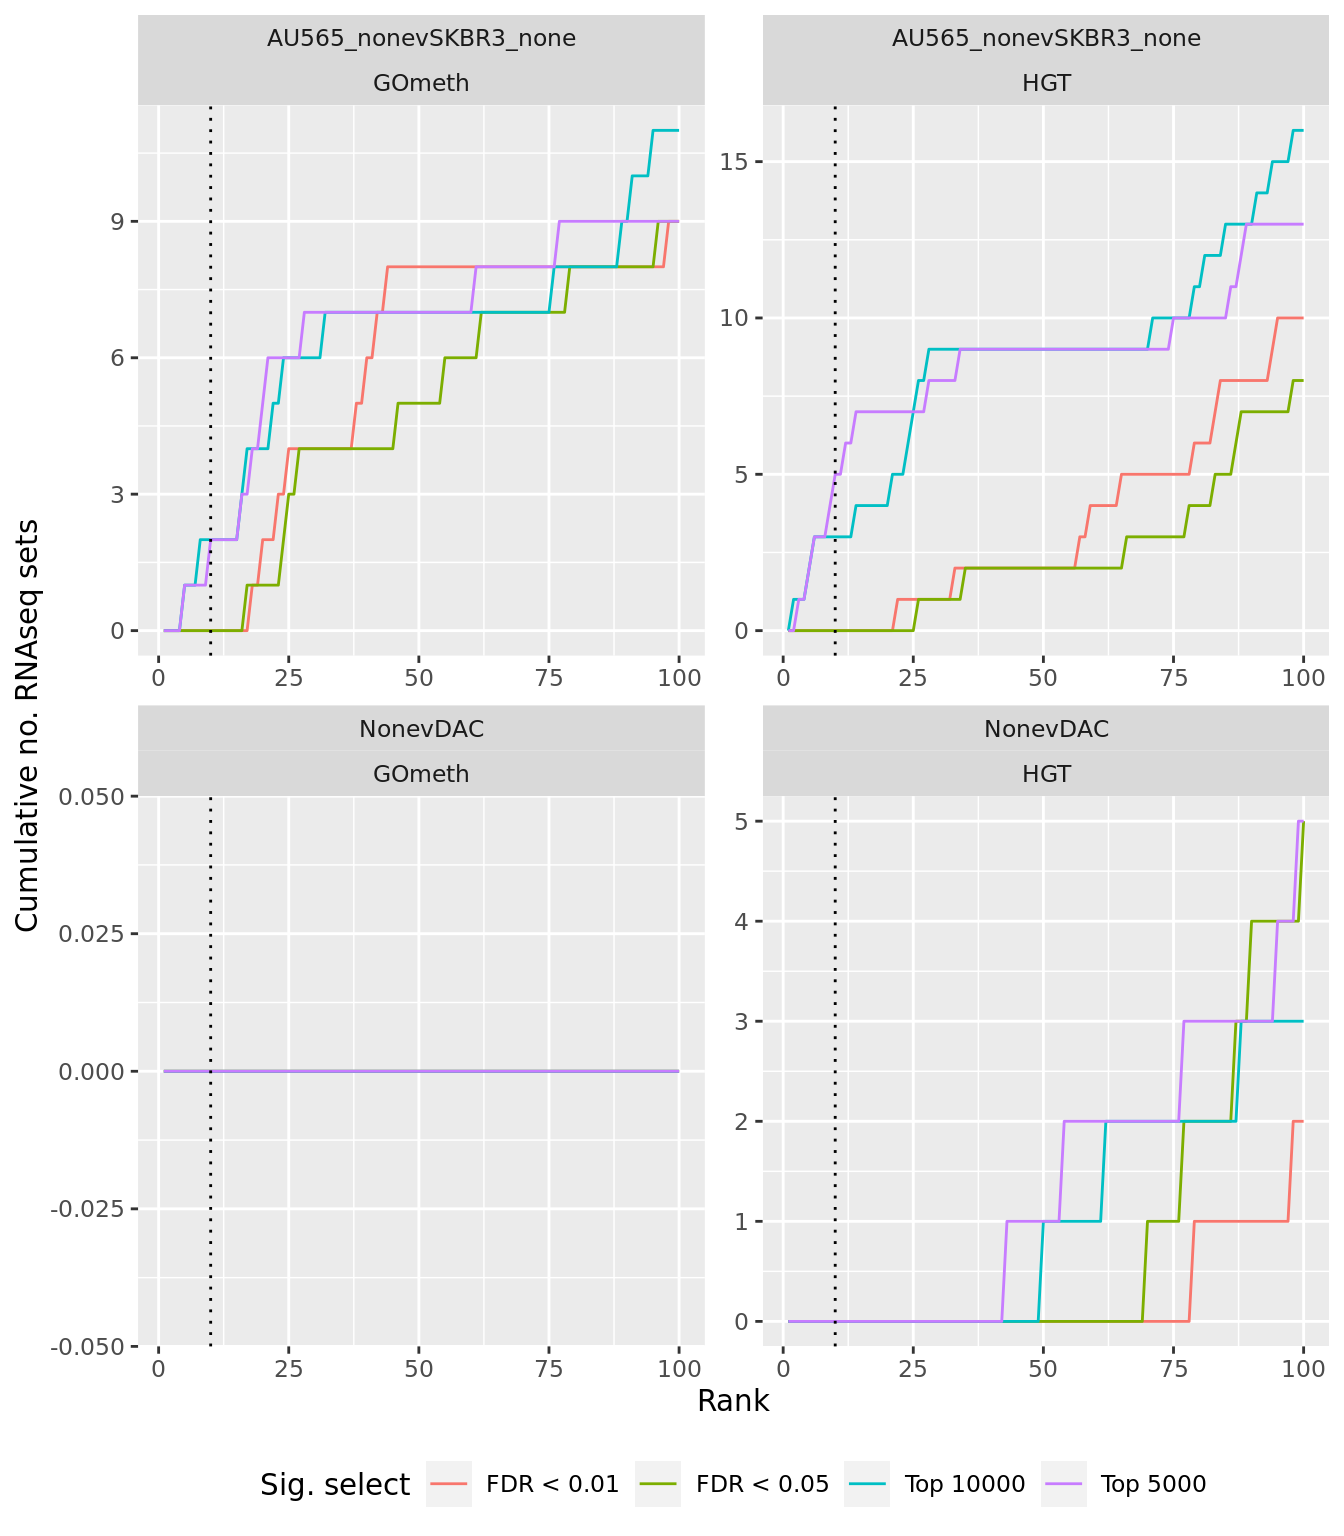 AU565_nonevSKBR3_none
GOmeth
AU565_nonevSKBR3_none
HGT
9
6
3
0
0 25 50 75 100
15
10
5
0
0 25 50 75 100
Cumulative no. RNAseq sets
NonevDAC
GOmeth
NonevDAC
HGT
0.050
0.025
0.000
-0.025
-0.050
0 25 50 75 100
5
4
3
2
1
0
0 25 50 75 100
Rank
Sig. select FDR < 0.01 FDR < 0.05 Top 10000 Top 5000